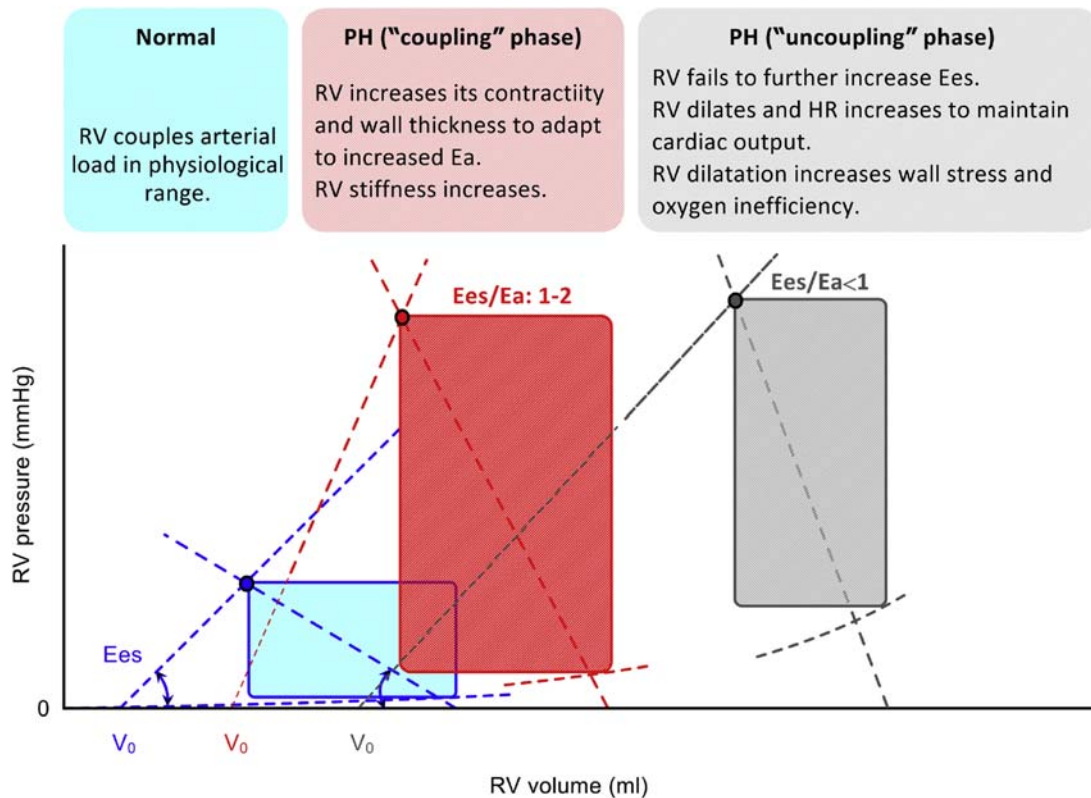 Normal
RV couples arterial
load in physiological
range.
PH ("coupling" phase)
RV increases its contractiity
and wall thickness to adapt
to increased Ea.
RV stiffness increases.
PH ("uncoupling" phase)
RV fails to further increase Ees.
RV dilates and HR increases to maintain
cardiac output.
RV dilatation increases wall stress and
oxygen inefficiency.
Ees/Ea: 1-2
Ees/Ea<1
RV pressure (mmHg)
Ees
0
V₀
V₀
V₀
RV volume (ml)